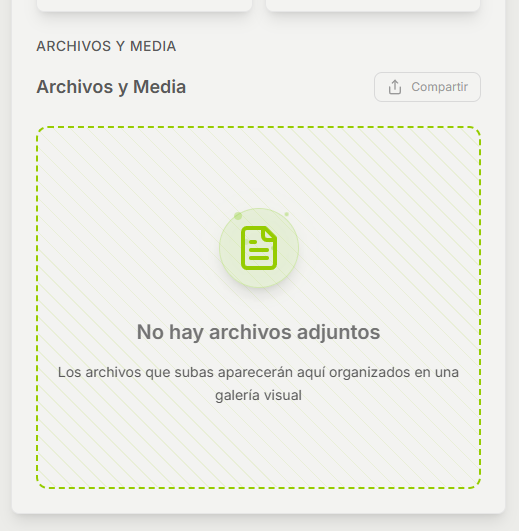 ARCHIVOS Y MEDIA
Archivos y Media
Compartir
No hay archivos adjuntos
Los archivos que subas aparecerán aquí organizados en una
galería visual